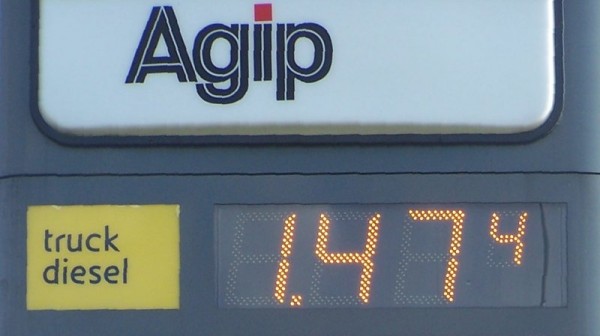 Agip
truck
diesel
1.474